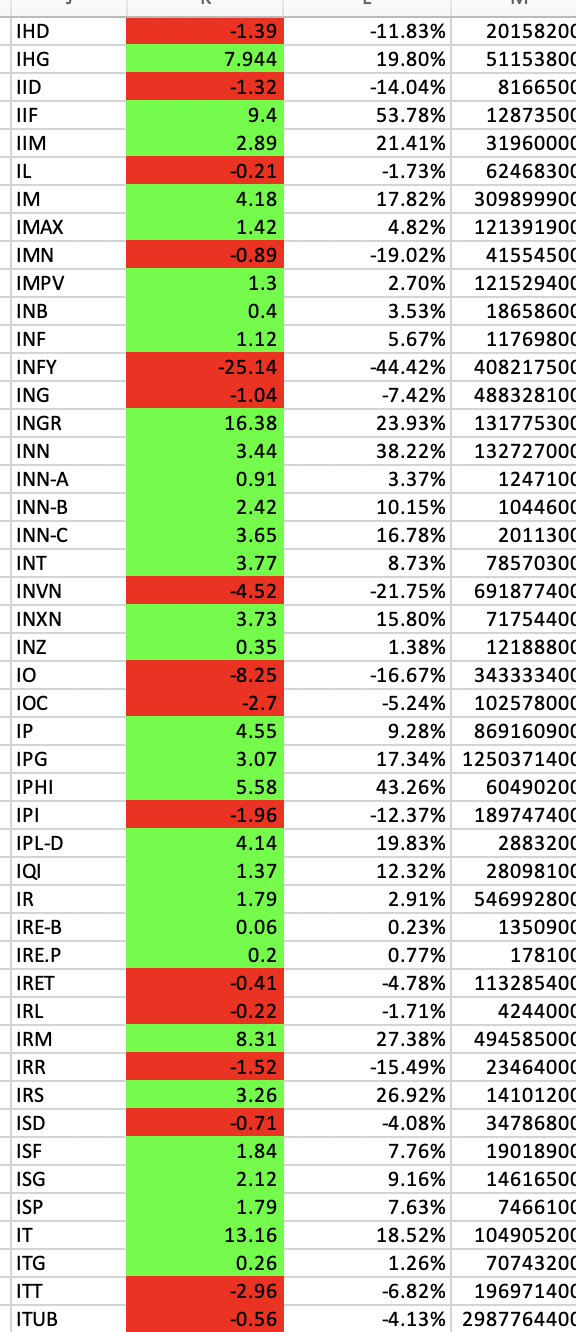 IHD -1.39 -11.83% 20158200
IHG 7.944 19.80% 51153800
IID -1.32 -14.04% 8166500
IIF 9.4 53.78% 12873500
IIM 2.89 21.41% 31960000
IL -0.21 -1.73% 62468300
IM 4.18 17.82% 309899900
IMAX 1.42 4.82% 121391900
IMN -0.89 -19.02% 41554500
IMPV 1.3 2.70% 121529400
INB 0.4 3.53% 18658600
INF 1.12 5.67% 11769800
INFY -25.14 -44.42% 408217500
ING -1.04 -7.42% 488328100
INGR 16.38 23.93% 131775300
INN 3.44 38.22% 132727000
INN-A 0.91 3.37% 1247100
INN-B 2.42 10.15% 1044600
INN-C 3.65 16.78% 2011300
INT 3.77 8.73% 78570300
INVN -4.52 -21.75% 691877400
INXN 3.73 15.80% 71754400
INZ 0.35 1.38% 12188800
IO -8.25 -16.67% 343333400
IOC -2.7 -5.24% 102578000
IP 4.55 9.28% 869160900
IPG 3.07 17.34% 1250371400
IPHI 5.58 43.26% 60490200
IPI -1.96 -12.37% 189747400
IPL-D 4.14 19.83% 2883200
IQI 1.37 12.32% 28098100
IR 1.79 2.91% 546992800
IRE-B 0.06 0.23% 1350900
IRE.P 0.2 0.77% 178100
IRET -0.41 -4.78% 113285400
IRL -0.22 -1.71% 4244000
IRM 8.31 27.38% 494585000
IRR -1.52 -15.49% 23464000
IRS 3.26 26.92% 14101200
ISD -0.71 -4.08% 34786800
ISF 1.84 7.76% 19018900
ISG 2.12 9.16% 14616500
ISP 1.79 7.63% 7466100
IT 13.16 18.52% 104905200
ITG 0.26 1.26% 70743200
ITT -2.96 -6.82% 196971400
ITUB -0.56 -4.13% 2987764400